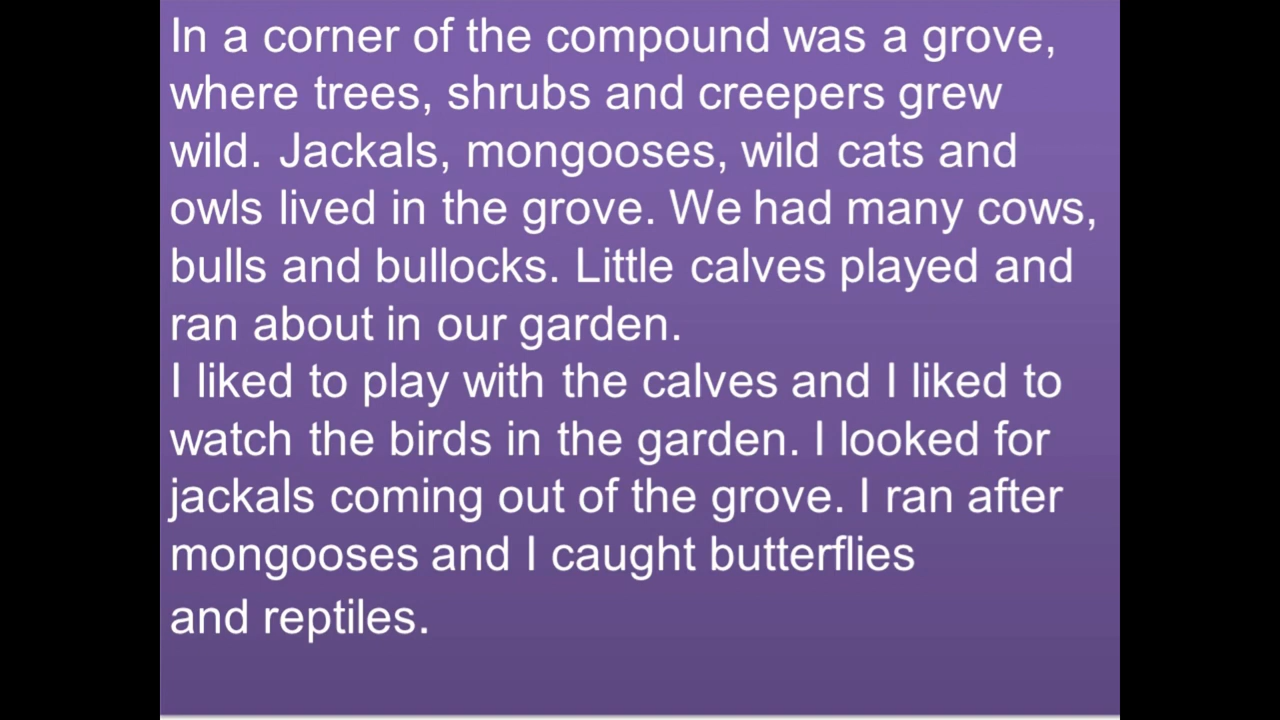 In a corner of the compound was a grove,
where trees, shrubs and creepers grew
wild. Jackals, mongooses, wild cats and
owls lived in the grove. We had many cows,
bulls and bullocks. Little calves played and
ran about in our garden.
I liked to play with the calves and I liked to
watch the birds in the garden. I looked for
jackals coming out of the grove. I ran after
mongooses and I caught butterflies
and reptiles.